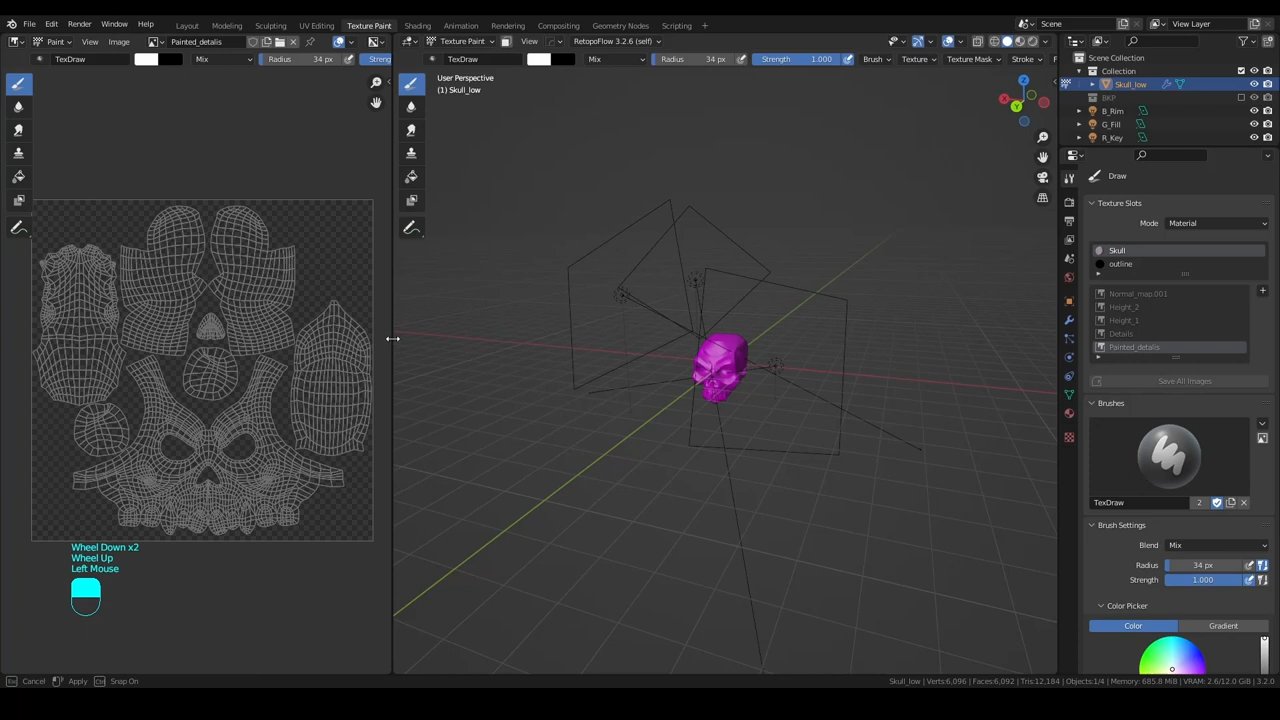 File Edit Render Window Help Layout Modeling Sculpting UV Editing Texture Paint Shading Animation Rendering Compositing Geometry Nodes Scripting + Scene View Layer
Paint View Image Painted_detalis Texture Paint View RetopoFlow 3.2.6 (self)
TexDraw Mix Radius 34 px Streng TexDraw Mix Radius 34 px Strength 1.000 Brush Texture Texture Mask Stroke
Scene Collection
Collection
Skull_low
BKP
B_Rim
G_Fill
R_Key
User Perspective
(1) Skull_low
Z
X
Y
Draw
Texture Slots
Mode Material
Skull
outline
Normal_map.001
Height_2
Height_1
Details
Painted_detalis
Save All Images
Brushes
TexDraw 2
Brush Settings
Blend Mix
Radius 34 px
Strength 1.000
Color Picker
Color Gradient
Wheel Down x2
Wheel Up
Left Mouse
Esc Cancel Apply Ctrl Snap On Skull_low | Verts:6,096 | Faces:6,092 | Tris:12,184 | Objects:1/4 | Memory: 685.8 MiB | VRAM: 2.6/12.0 GiB | 3.2.0